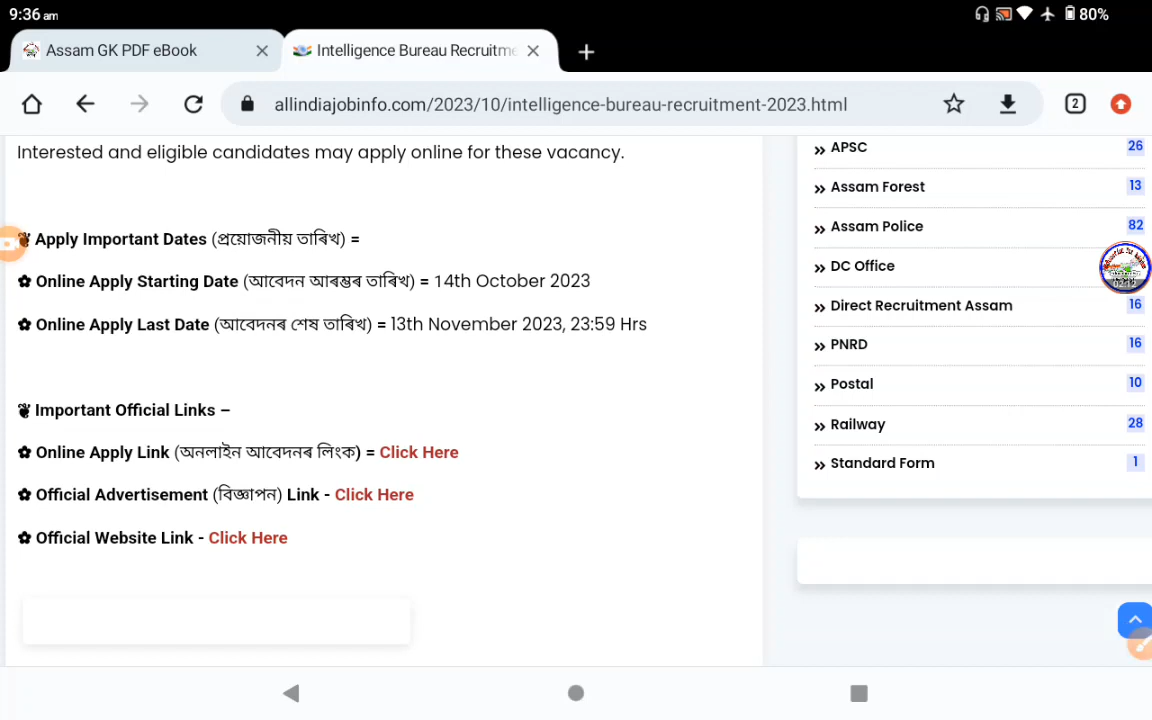 9:36 am
80%
Assam GK PDF eBook
Intelligence Bureau Recruitme
allindiajobinfo.com/2023/10/intelligence-bureau-recruitment-2023.html
2
Interested and eligible candidates may apply online for these vacancy.
❦ Apply Important Dates (প্ৰয়োজনীয় তাৰিখ) =
✿ Online Apply Starting Date (আবেদন আৰম্ভৰ তাৰিখ) = 14th October 2023
✿ Online Apply Last Date (আবেদনৰ শেষ তাৰিখ) = 13th November 2023, 23:59 Hrs
❦ Important Official Links –
✿ Online Apply Link (অনলাইন আবেদনৰ লিংক) = Click Here
✿ Official Advertisement (বিজ্ঞাপন) Link - Click Here
✿ Official Website Link - Click Here
» APSC 26
» Assam Forest 13
» Assam Police 82
» DC Office
» Direct Recruitment Assam 16
» PNRD 16
» Postal 10
» Railway 28
» Standard Form 1
02:12